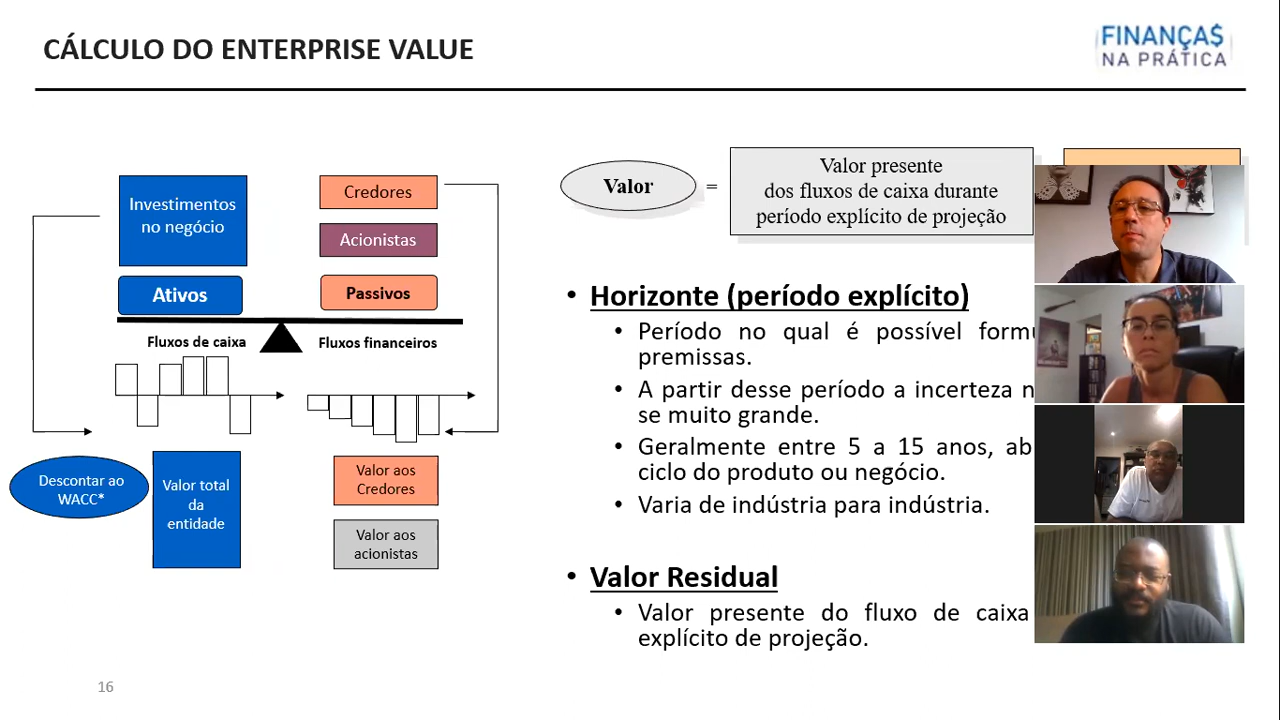 CÁLCULO DO ENTERPRISE VALUE
FINANÇA$
NA PRÁTICA
Investimentos
no negócio
Credores
Acionistas
Ativos
Passivos
Fluxos de caixa
Fluxos financeiros
Descontar ao
WACC*
Valor total
da
entidade
Valor aos
Credores
Valor aos
acionistas
Valor
=
Valor presente
dos fluxos de caixa durante
período explícito de projeção
• Horizonte (período explícito)
• Período no qual é possível
premissas.
• A partir desse período a incerteza
se muito grande.
• Geralmente entre 5 a 15 anos,
ciclo do produto ou negócio.
• Varia de indústria para indústria.
• Valor Residual
• Valor presente do fluxo de caixa
explícito de projeção.
16